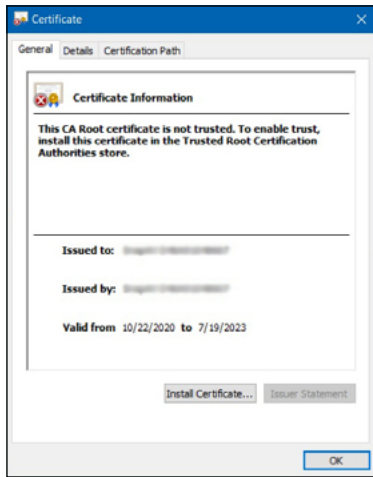 Certificate
General Details Certification Path
Certificate Information
This CA Root certificate is not trusted. To enable trust,
install this certificate in the Trusted Root Certification
Authorities store.
Issued to:
Issued by:
Valid from 10/22/2020 to 7/19/2023
Install Certificate... Issuer Statement
OK